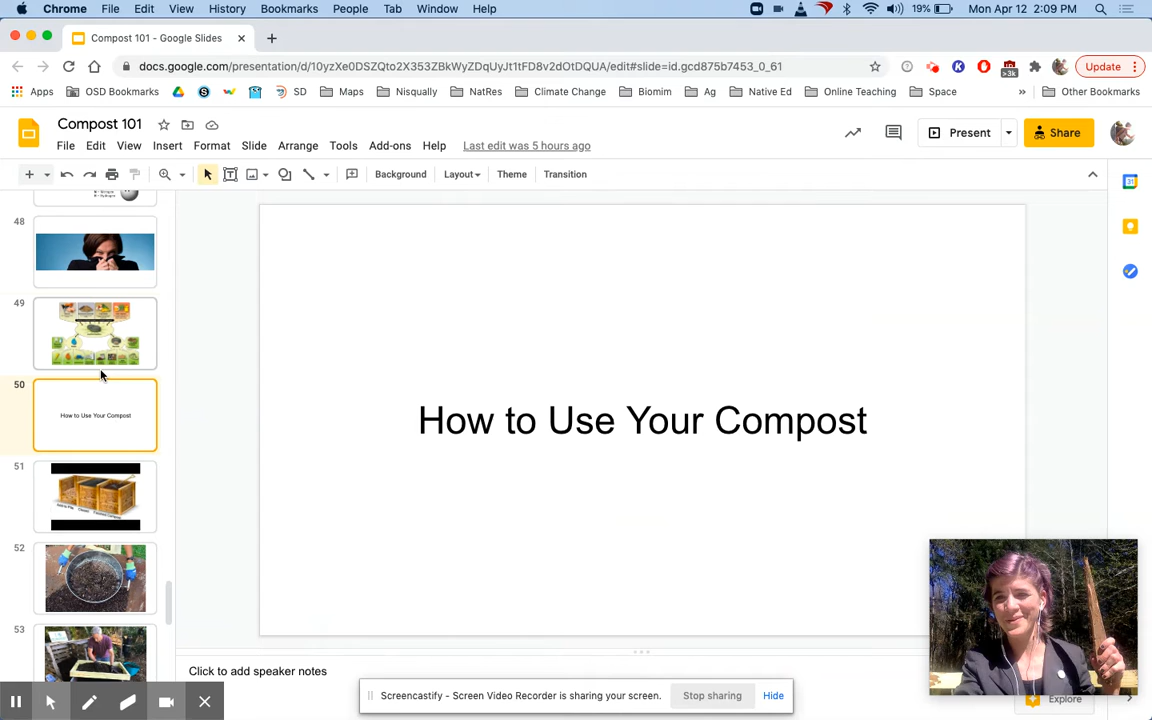 Chrome File Edit View History Bookmarks People Tab Window Help 19% Mon Apr 12 2:09 PM
Compost 101 - Google Slides
docs.google.com/presentation/d/10yzXe0DSZQto2X353ZBkWyZDqUyJt1tFD8v2dOtDQUA/edit#slide=id.gcd875b7453_0_61 >3k Update
Apps OSD Bookmarks SD Maps Nisqually NatRes Climate Change Biomim Ag Native Ed Online Teaching Space » Other Bookmarks
Compost 101
Present Share
File Edit View Insert Format Slide Arrange Tools Add-ons Help Last edit was 5 hours ago
Background Layout Theme Transition
31
48
49
50
How to Use Your Compost
51
52
53
How to Use Your Compost
Click to add speaker notes
Screencastify - Screen Video Recorder is sharing your screen. Stop sharing Hide
Explore